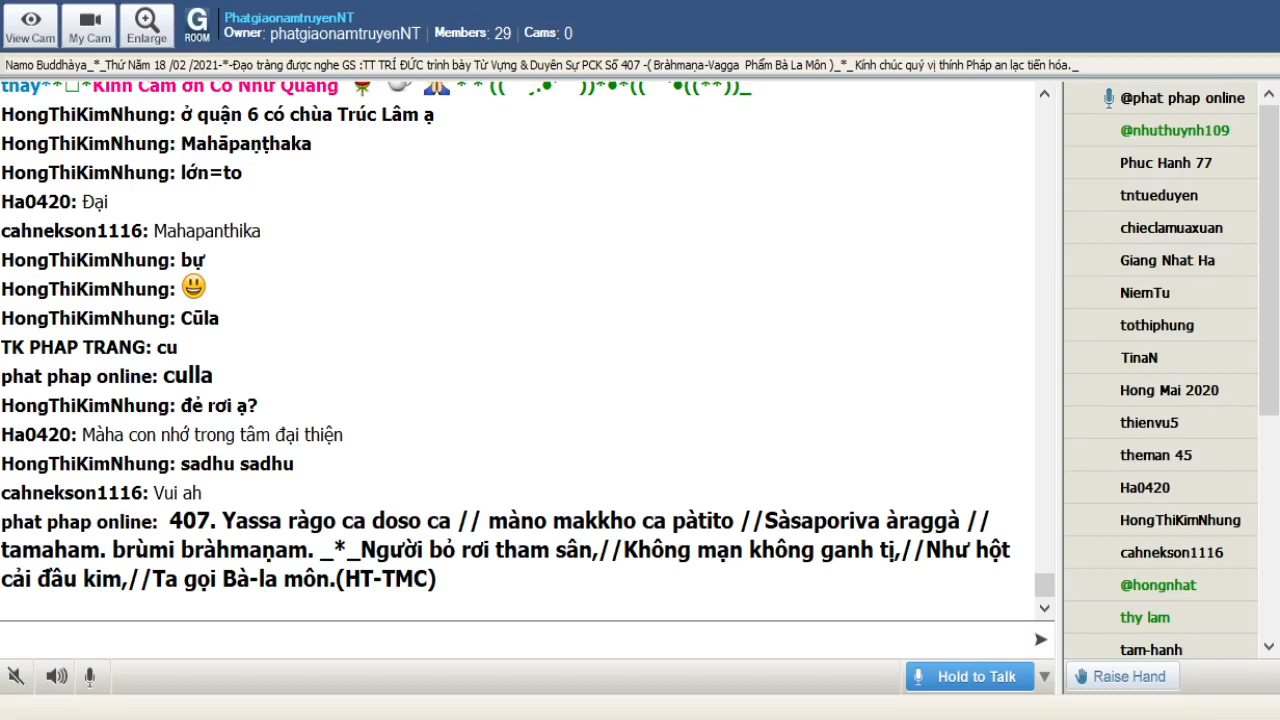 View Cam
My Cam
Enlarge
G
ROOM
PhatgiaonamtruyenNT
Owner: phatgiaonamtruyenNT | Members: 29 | Cams: 0
Namo Buddhàya_*_Thứ Năm 18 /02 /2021-*-Đạo tràng được nghe GS :TT TRÍ ĐỨC trình bày Từ Vựng & Duyên Sự PCK Số 407 -( Bràhmaṇa-Vagga Phẩm Bà La Môn )_*_ Kính chúc quý vị thính Pháp an lạc tiến hóa._
thầy**□*Kính Cám ơn Cô Như Quang
HongThiKimNhung: ở quận 6 có chùa Trúc Lâm ạ
HongThiKimNhung: Mahāpaṇṭhaka
HongThiKimNhung: lớn=to
Ha0420: Đại
cahnekson1116: Mahapanthika
HongThiKimNhung: bự
HongThiKimNhung: 😃
HongThiKimNhung: Cūla
TK PHAP TRANG: cu
phat phap online: culla
HongThiKimNhung: đẻ rơi ạ?
Ha0420: Màha con nhớ trong tâm đại thiện
HongThiKimNhung: sadhu sadhu
cahnekson1116: Vui ah
phat phap online: 407. Yassa ràgo ca doso ca // màno makkho ca pàtito //Sàsaporiva àraggà //
tamaham. brùmi bràhmaṇam. _*_Người bỏ rơi tham sân,//Không mạn không ganh tị,//Như hột
cải đầu kim,//Ta gọi Bà-la môn.(HT-TMC)
@phat phap online
@nhuthuynh109
Phuc Hanh 77
tntueduyen
chieclamuaxuan
Giang Nhat Ha
NiemTu
tothiphung
TinaN
Hong Mai 2020
thienvu5
theman 45
Ha0420
HongThiKimNhung
cahnekson1116
@hongnhat
thy lam
tam-hanh
Hold to Talk
Raise Hand